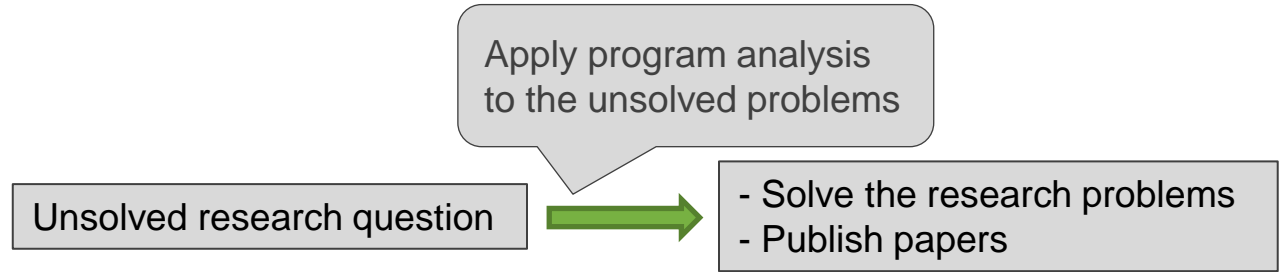 Apply program analysis
to the unsolved problems
Unsolved research question
- Solve the research problems
- Publish papers